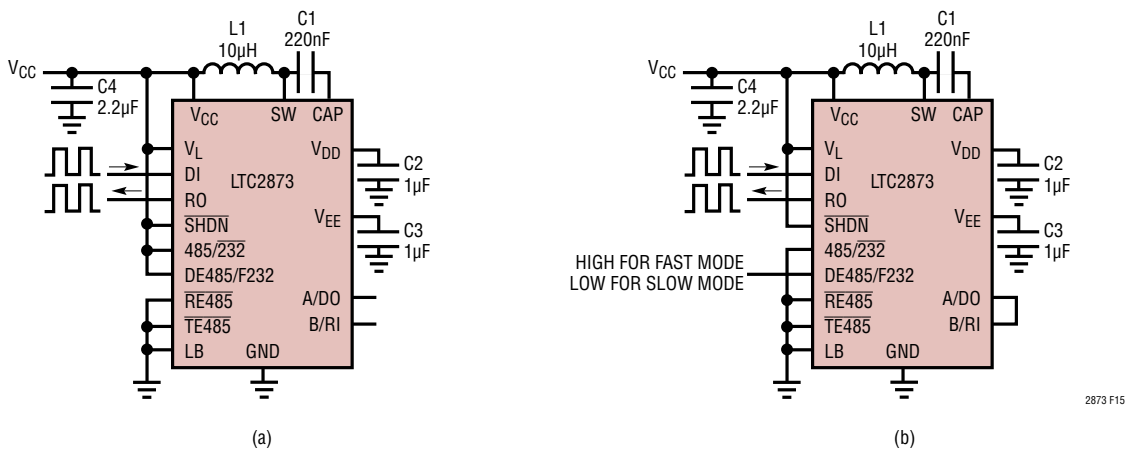 L1
10µH
C1
220nF
VCC
C4
2.2µF
VCC
SW
CAP
VL
DI
RO
SHDN
485/232
DE485/F232
RE485
TE485
LB
GND
LTC2873
VDD
VEE
A/DO
B/RI
C2
1µF
C3
1µF
(a)
L1
10µH
C1
220nF
VCC
C4
2.2µF
VCC
SW
CAP
VL
DI
RO
SHDN
485/232
DE485/F232
RE485
TE485
LB
GND
LTC2873
VDD
VEE
A/DO
B/RI
C2
1µF
C3
1µF
HIGH FOR FAST MODE
LOW FOR SLOW MODE
(b)
2873 F15